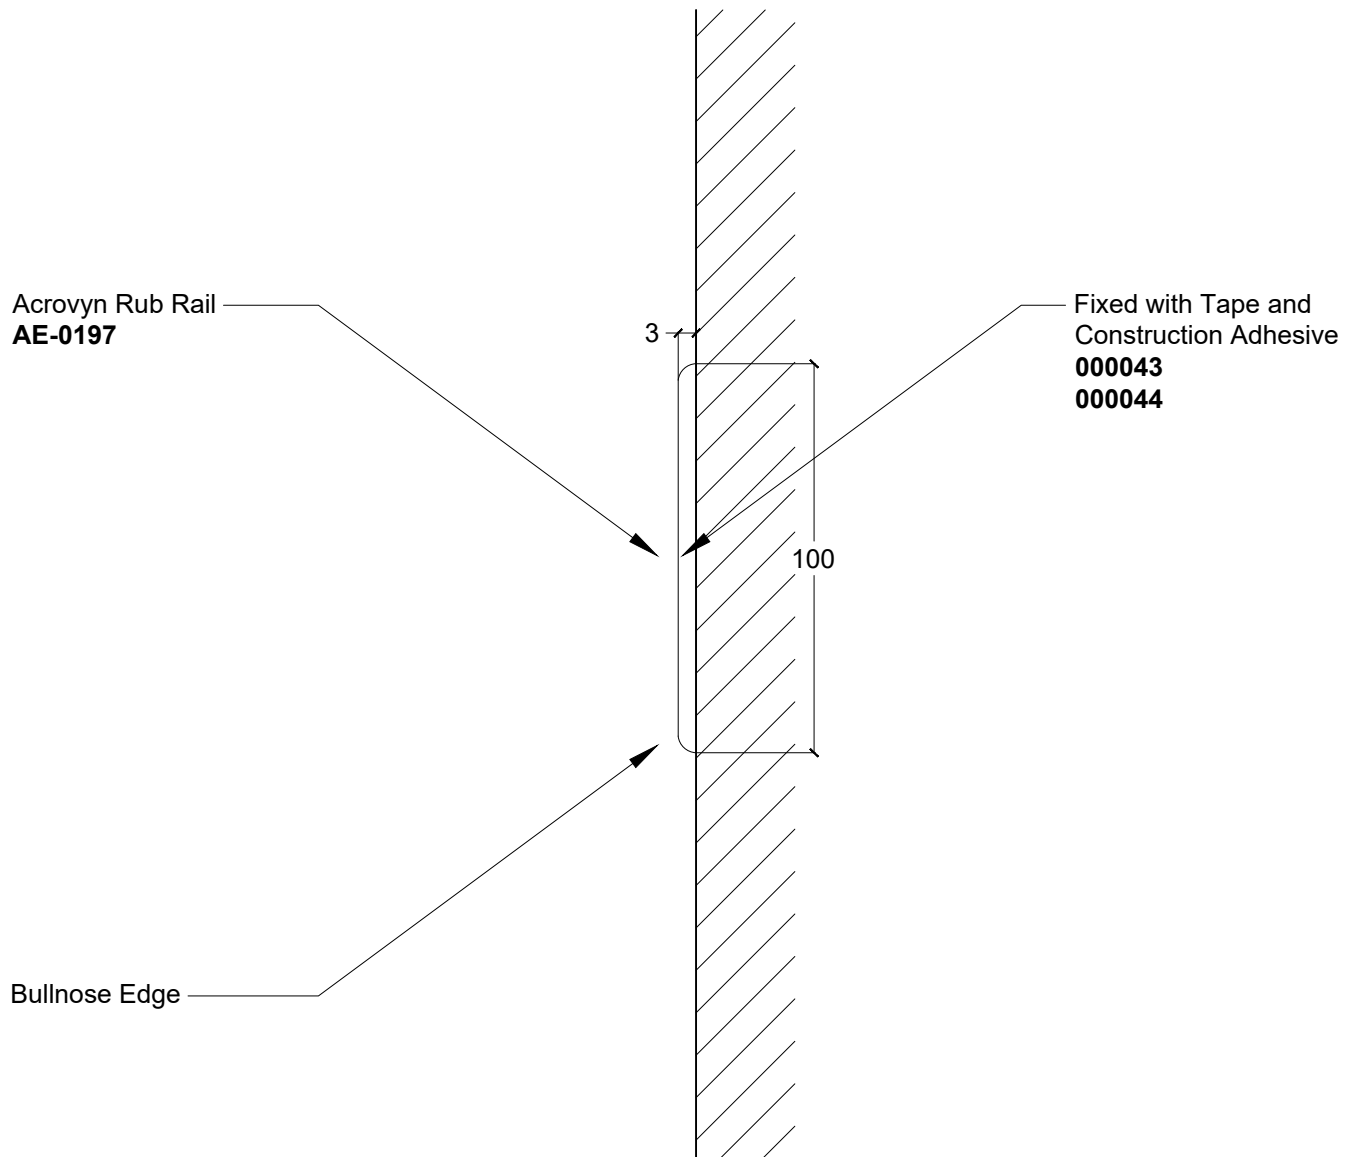 Acrovyn Rub Rail
AE-0197
3
Fixed with Tape and
Construction Adhesive
000043
000044
100
Bullnose Edge